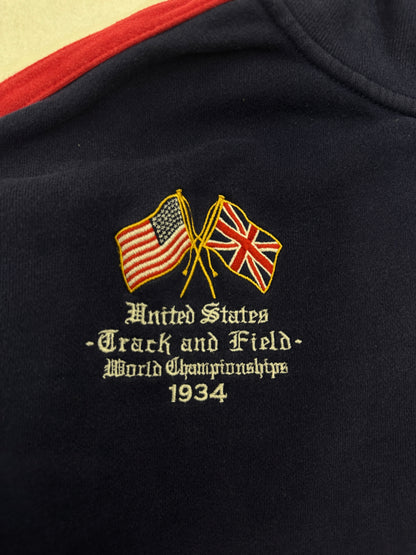 United States
-Track and Field-
World Championships
1934